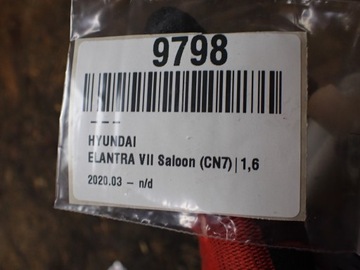 9798
HYUNDAI
ELANTRA VII Saloon (CN7)|1,6
2020.03 – n/d